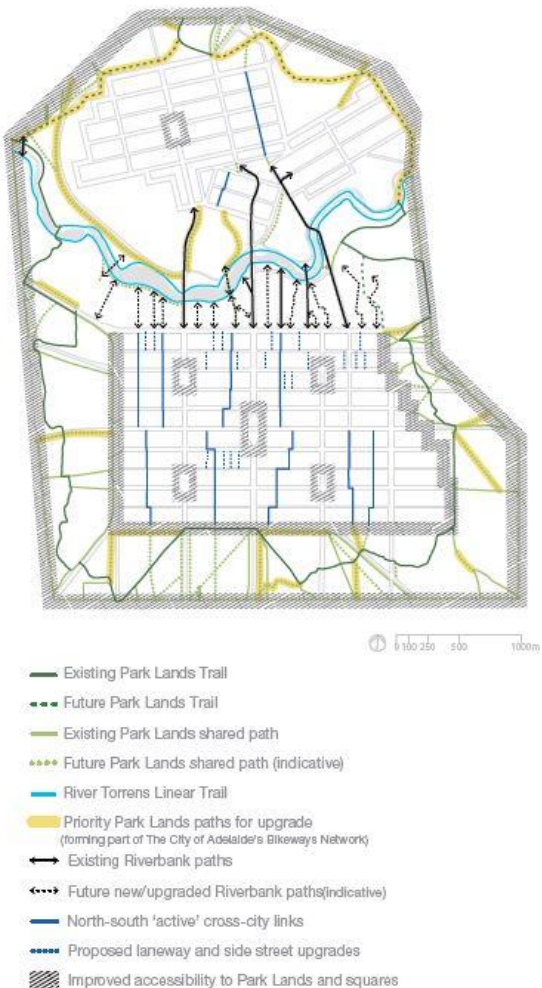 0 100 250 500 1000m
Existing Park Lands Trail
Future Park Lands Trail
Existing Park Lands shared path
Future Park Lands shared path (indicative)
River Torrens Linear Trail
Priority Park Lands paths for upgrade
(forming part of The City of Adelaide's Bikeways Network)
Existing Riverbank paths
Future new/upgraded Riverbank paths(indicative)
North-south 'active' cross-city links
Proposed laneway and side street upgrades
Improved accessibility to Park Lands and squares